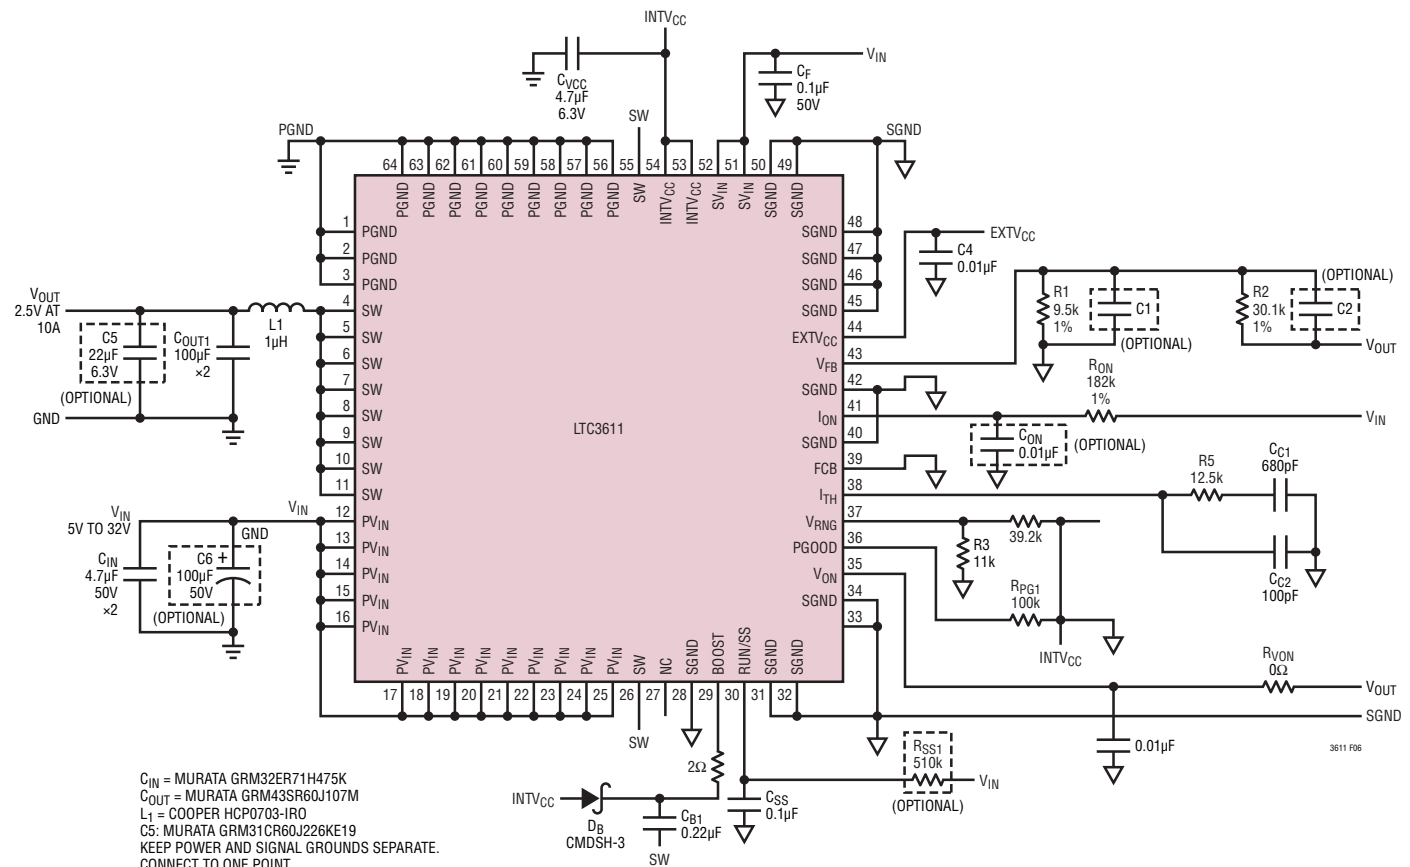 INTVCC
CVCC
4.7µF
6.3V
VIN
CF
0.1µF
50V
SW
PGND
SGND
64 63 62 61 60 59 58 57 56 55 54 53 52 51 50 49
PGND PGND PGND PGND PGND PGND PGND PGND PGND SW INTVCC INTVCC SVIN SVIN SGND SGND
1 PGND
2 PGND
3 PGND
4 SW
5 SW
6 SW
7 SW
8 SW
9 SW
10 SW
11 SW
12 PVIN
13 PVIN
14 PVIN
15 PVIN
16 PVIN
LTC3611
SGND 48
SGND 47
SGND 46
SGND 45
EXTVCC 44
VFB 43
SGND 42
ION 41
SGND 40
FCB 39
ITH 38
VRNG 37
PGOOD 36
VON 35
SGND 34
33
PVIN PVIN PVIN PVIN PVIN PVIN PVIN PVIN PVIN SW NC SGND BOOST RUN/SS SGND SGND
17 18 19 20 21 22 23 24 25 26 27 28 29 30 31 32
VOUT
2.5V AT
10A
C5
22µF
6.3V
(OPTIONAL)
COUT1
100µF
×2
L1
1µH
GND
VIN
5V TO 32V
VIN
GND
CIN
4.7µF
50V
×2
C6
+
100µF
50V
(OPTIONAL)
EXTVCC
C4
0.01µF
R1
9.5k
1%
C1
(OPTIONAL)
R2
30.1k
1%
(OPTIONAL)
C2
VOUT
RON
182k
1%
VIN
CON
0.01µF
(OPTIONAL)
R5
12.5k
CC1
680pF
CC2
100pF
R3
11k
39.2k
RPG1
100k
INTVCC
RVON
0Ω
VOUT
SGND
0.01µF
3611 F06
SW
2Ω
INTVCC
DB
CMDSH-3
CB1
0.22µF
SW
CSS
0.1µF
RSS1
510k
(OPTIONAL)
VIN
CIN = MURATA GRM32ER71H475K
COUT = MURATA GRM43SR60J107M
L1 = COOPER HCP0703-IRO
C5: MURATA GRM31CR60J226KE19
KEEP POWER AND SIGNAL GROUNDS SEPARATE.
CONNECT TO ONE POINT